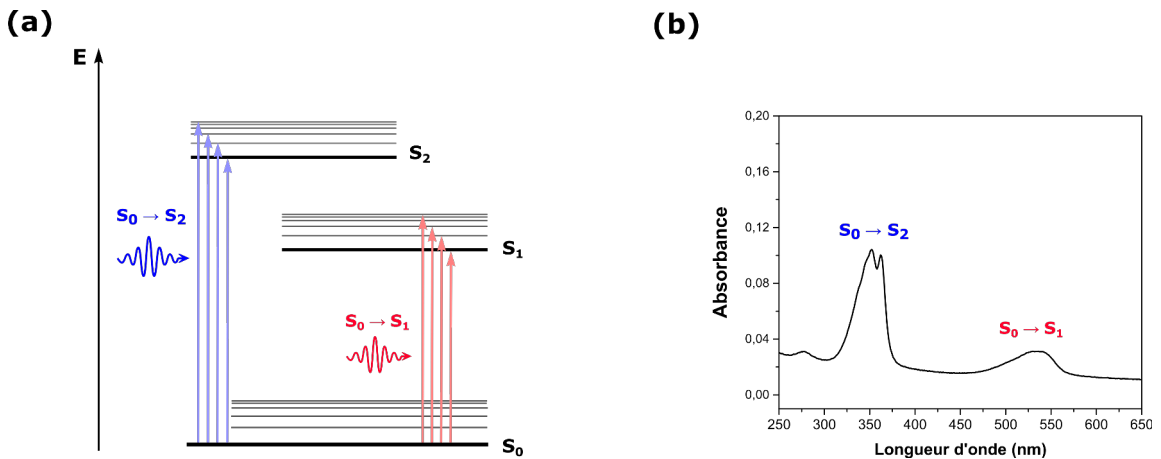 (a)
E
S₂
S₀ → S₂
S₁
S₀ → S₁
S₀
(b)
0,20
0,16
0,12
0,08
0,04
0,00
Absorbance
S₀ → S₂
S₀ → S₁
250 300 350 400 450 500 550 600 650
Longueur d'onde (nm)